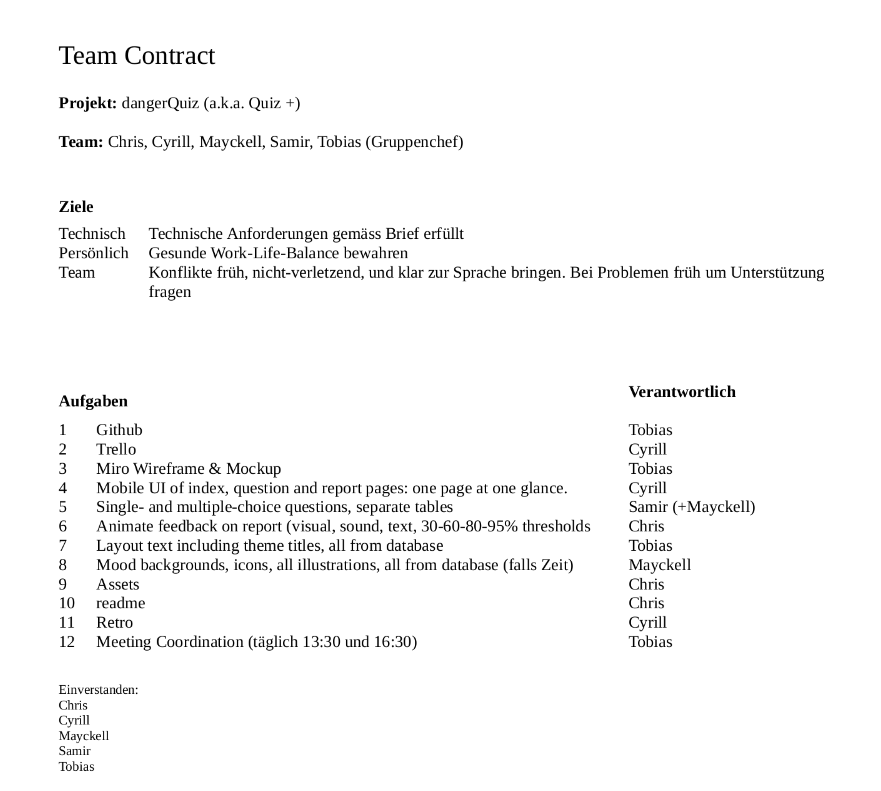 Team Contract
Projekt: dangerQuiz (a.k.a. Quiz +)
Team: Chris, Cyrill, Mayckell, Samir, Tobias (Gruppenchef)
Ziele
Technisch Technische Anforderungen gemäss Brief erfüllt
Persönlich Gesunde Work-Life-Balance bewahren
Team Konflikte früh, nicht-verletzend, und klar zur Sprache bringen. Bei Problemen früh um Unterstützung
fragen
Aufgaben Verantwortlich
1 Github Tobias
2 Trello Cyrill
3 Miro Wireframe & Mockup Tobias
4 Mobile UI of index, question and report pages: one page at one glance. Cyrill
5 Single- and multiple-choice questions, separate tables Samir (+Mayckell)
6 Animate feedback on report (visual, sound, text, 30-60-80-95% thresholds Chris
7 Layout text including theme titles, all from database Tobias
8 Mood backgrounds, icons, all illustrations, all from database (falls Zeit) Mayckell
9 Assets Chris
10 readme Chris
11 Retro Cyrill
12 Meeting Coordination (täglich 13:30 und 16:30) Tobias
Einverstanden:
Chris
Cyrill
Mayckell
Samir
Tobias